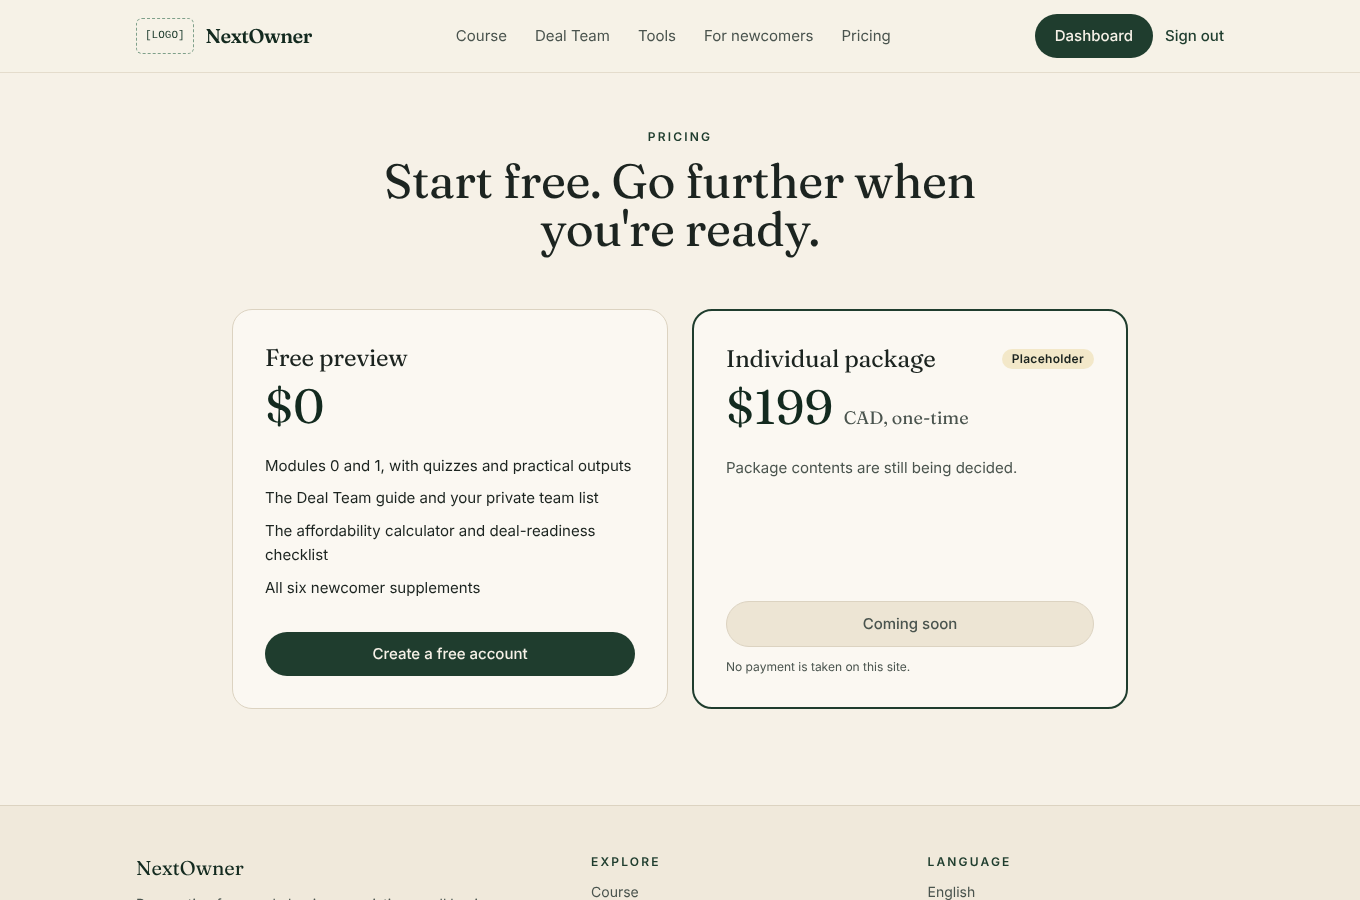 [LOGO]
NextOwner
Course
Deal Team
Tools
For newcomers
Pricing
Dashboard
Sign out
PRICING
Start free. Go further when
you're ready.
Free preview
$0
Modules 0 and 1, with quizzes and practical outputs
The Deal Team guide and your private team list
The affordability calculator and deal-readiness
checklist
All six newcomer supplements
Create a free account
Individual package
Placeholder
$199 CAD, one-time
Package contents are still being decided.
Coming soon
No payment is taken on this site.
NextOwner
EXPLORE
Course
LANGUAGE
English